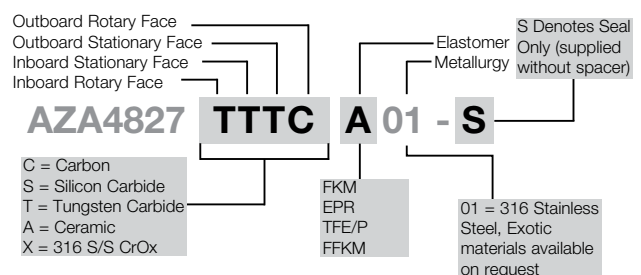 Outboard Rotary Face
Outboard Stationary Face
Inboard Stationary Face
Inboard Rotary Face
Elastomer
Metallurgy
S Denotes Seal
Only (supplied
without spacer)
AZA4827 TTTC A 01 - S
C = Carbon
S = Silicon Carbide
T = Tungsten Carbide
A = Ceramic
X = 316 S/S CrOx
FKM
EPR
TFE/P
FFKM
01 = 316 Stainless
Steel, Exotic
materials available
on request